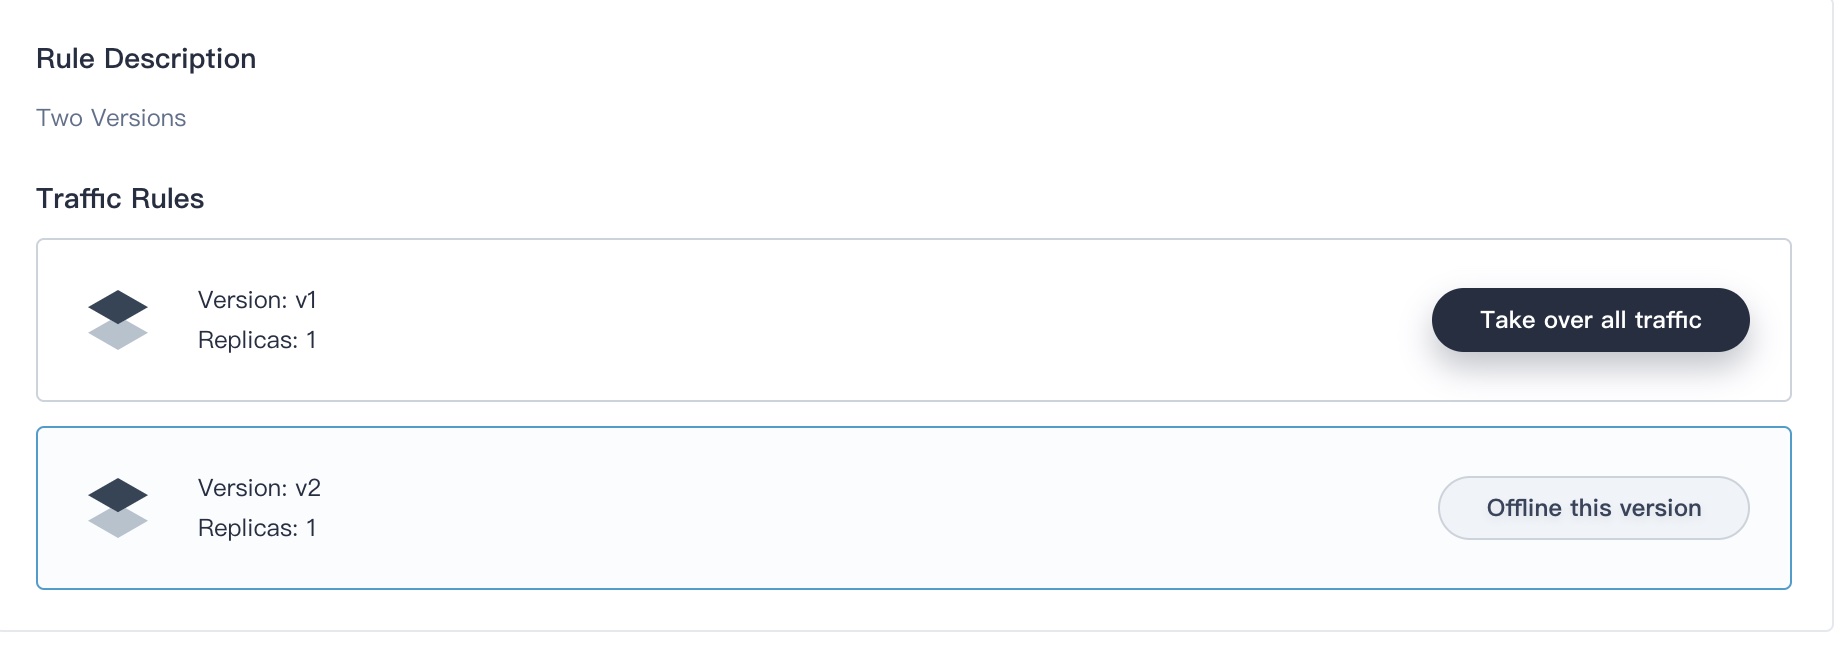 Rule Description
Two Versions
Traffic Rules
Version: v1
Replicas: 1
Take over all traffic
Version: v2
Replicas: 1
Offline this version